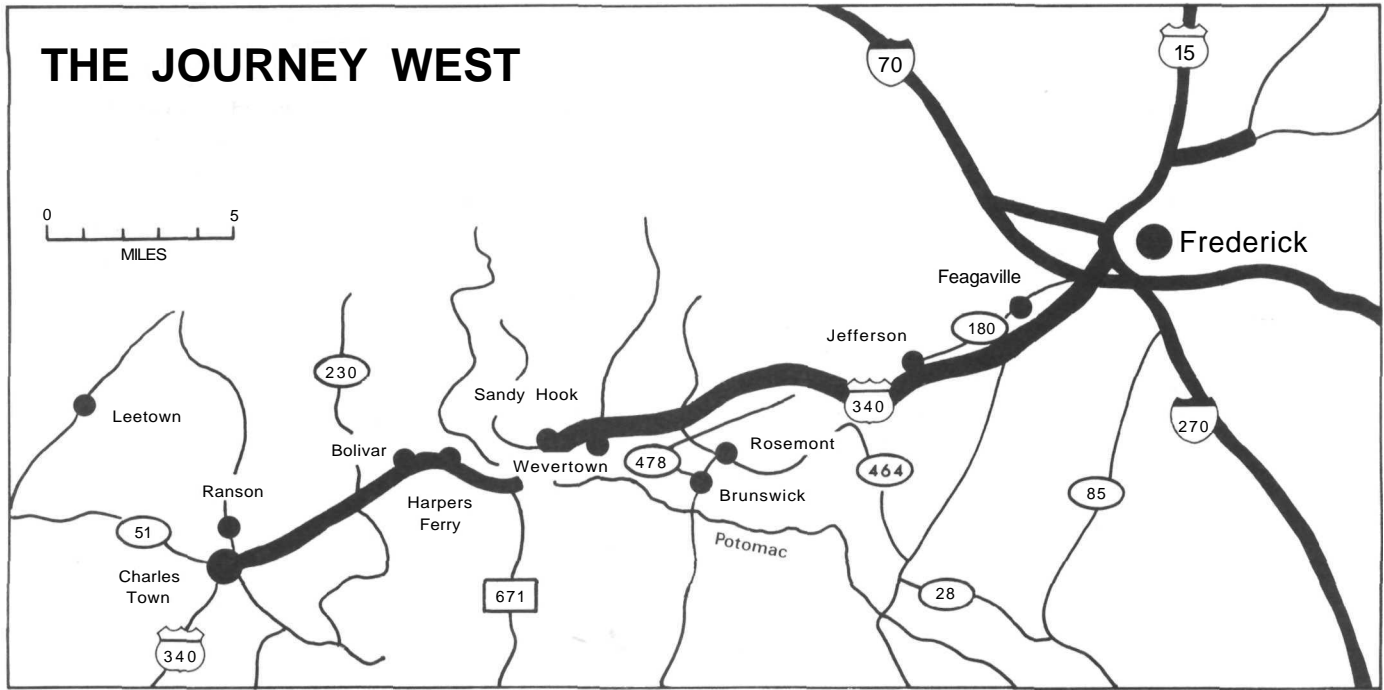 THE JOURNEY WEST
70
15
0 5
MILES
Frederick
Feagaville
180
Jefferson
230
340
270
Sandy Hook
Leetown
Bolivar
Rosemont
Wevertown
478
464
Ranson
Harpers
Ferry
Brunswick
85
51
Potomac
Charles
Town
671
28
340